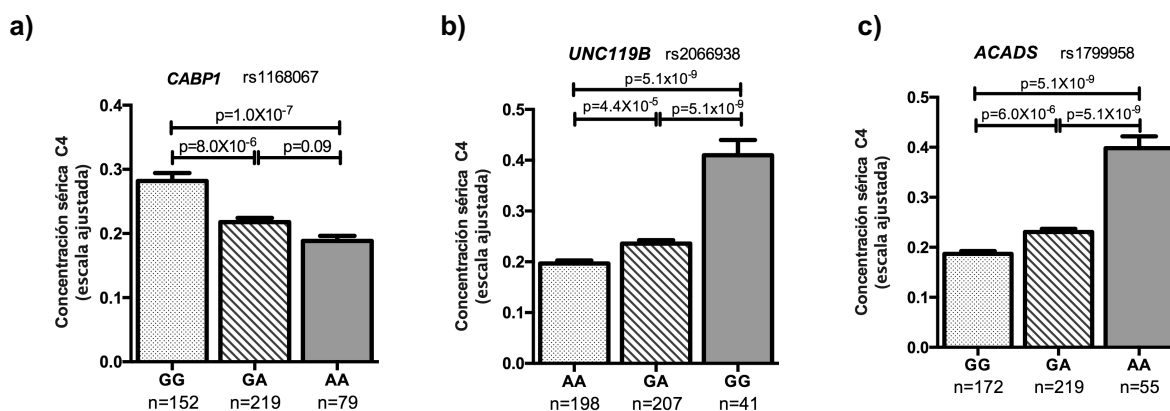 a)
CABP1 rs1168067
p=1.0X10⁻⁷
p=8.0X10⁻⁶ p=0.09
Concentración sérica C4
(escala ajustada)
0.3
0.2
0.1
0.0
GG GA AA
n=152 n=219 n=79
b)
UNC119B rs2066938
p=5.1x10⁻⁹
p=4.4X10⁻⁵ p=5.1x10⁻⁹
Concentración sérica C4
(escala ajustada)
0.5
0.4
0.3
0.2
0.1
0.0
AA GA GG
n=198 n=207 n=41
c)
ACADS rs1799958
p=5.1x10⁻⁹
p=6.0X10⁻⁶ p=5.1x10⁻⁹
Concentración sérica C4
(escala ajustada)
0.5
0.4
0.3
0.2
0.1
0.0
GG GA AA
n=172 n=219 n=55